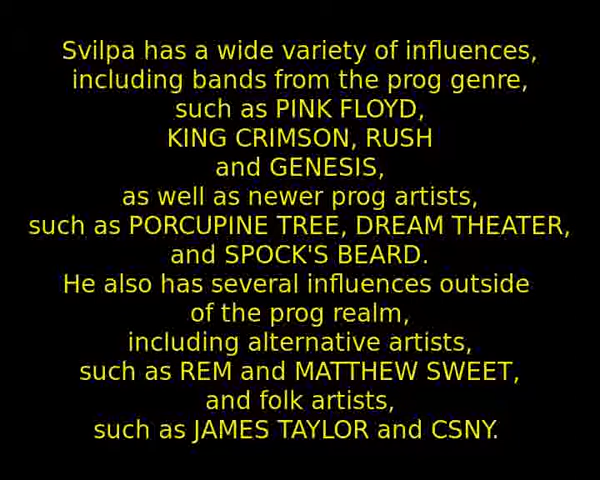 Svilpa has a wide variety of influences,
including bands from the prog genre,
such as PINK FLOYD,
KING CRIMSON, RUSH
and GENESIS,
as well as newer prog artists,
such as PORCUPINE TREE, DREAM THEATER,
and SPOCK'S BEARD.
He also has several influences outside
of the prog realm,
including alternative artists,
such as REM and MATTHEW SWEET,
and folk artists,
such as JAMES TAYLOR and CSNY.